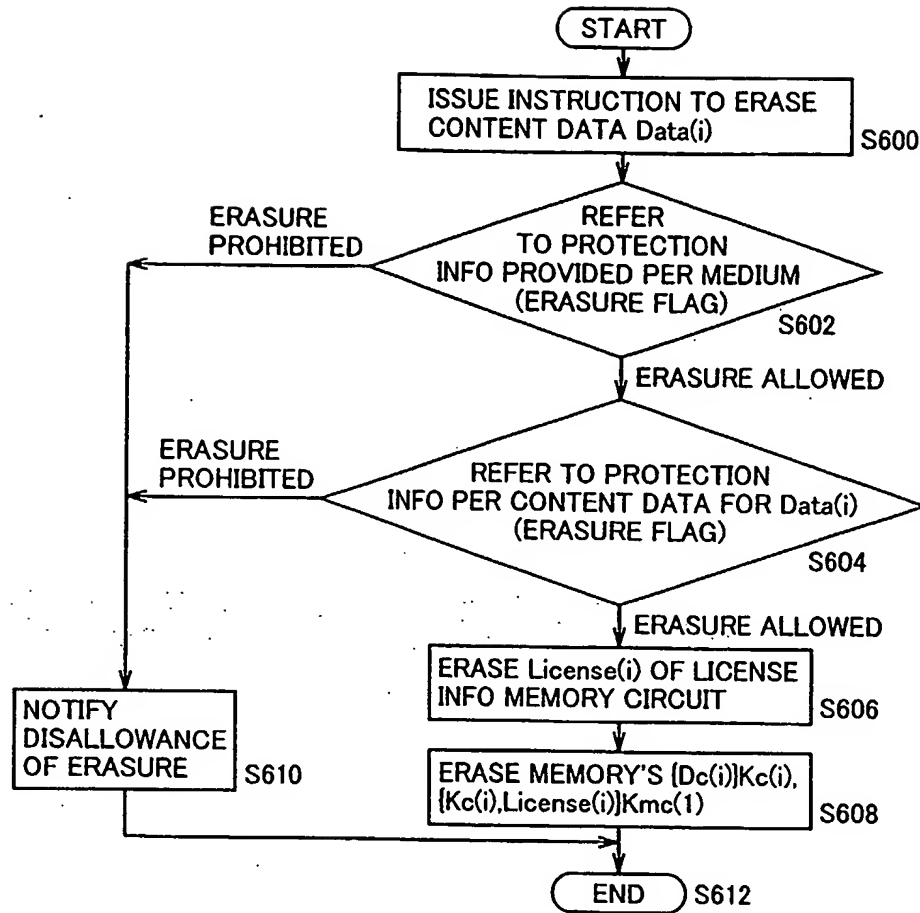 START
ISSUE INSTRUCTION TO ERASE
CONTENT DATA Data(i)
S600
ERASURE
PROHIBITED
REFER
TO PROTECTION
INFO PROVIDED PER MEDIUM
(ERASURE FLAG)
S602
ERASURE ALLOWED
ERASURE
PROHIBITED
REFER TO PROTECTION
INFO PER CONTENT DATA FOR Data(i)
(ERASURE FLAG)
S604
ERASURE ALLOWED
ERASE License(i) OF LICENSE
INFO MEMORY CIRCUIT
S606
NOTIFY
DISALLOWANCE
OF ERASURE
S610
ERASE MEMORY'S {Dc(i)}Kc(i),
{Kc(i),License(i)}Kmc(1)
S608
END
S612